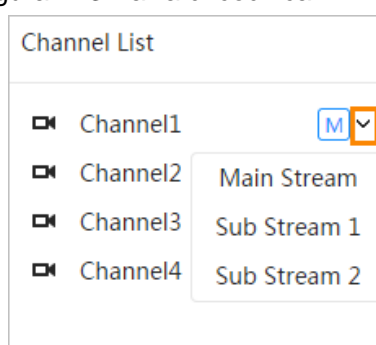 Channel List
Channel1 M
Channel2 Main Stream
Channel3 Sub Stream 1
Channel4 Sub Stream 2